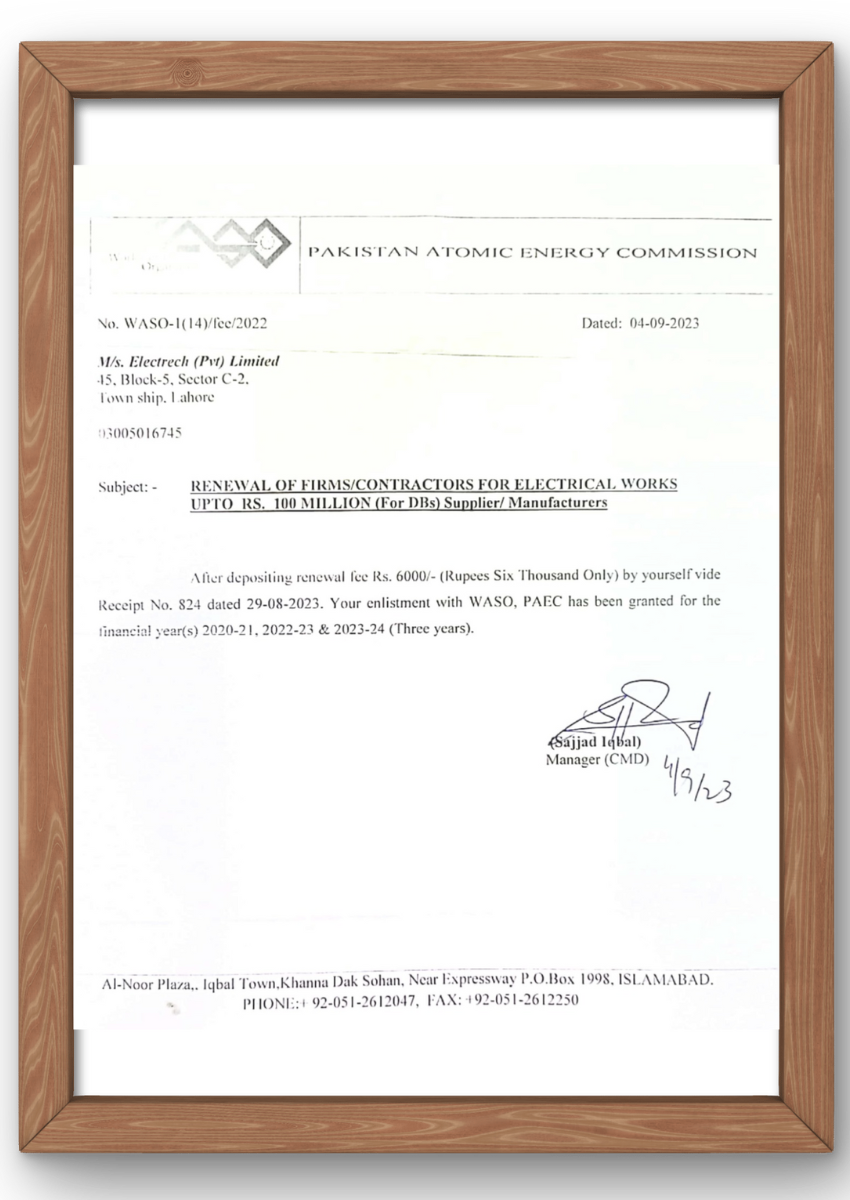 PAKISTAN ATOMIC ENERGY COMMISSION
No. WASO-1(14)/fee/2022
Dated: 04-09-2023
M/s. Electrech (Pvt) Limited
45, Block-5, Sector C-2,
Town ship, Lahore
03005016745
Subject: - RENEWAL OF FIRMS/CONTRACTORS FOR ELECTRICAL WORKS
UPTO RS. 100 MILLION (For DBs) Supplier/ Manufacturers
After depositing renewal fee Rs. 6000/- (Rupees Six Thousand Only) by yourself vide
Receipt No. 824 dated 29-08-2023. Your enlistment with WASO, PAEC has been granted for the
financial year(s) 2020-21, 2022-23 & 2023-24 (Three years).
(Sajjad Iqbal)
Manager (CMD)
4/9/23
Al-Noor Plaza,. Iqbal Town,Khanna Dak Sohan, Near Expressway P.O.Box 1998, ISLAMABAD.
PHONE:+ 92-051-2612047, FAX: +92-051-2612250